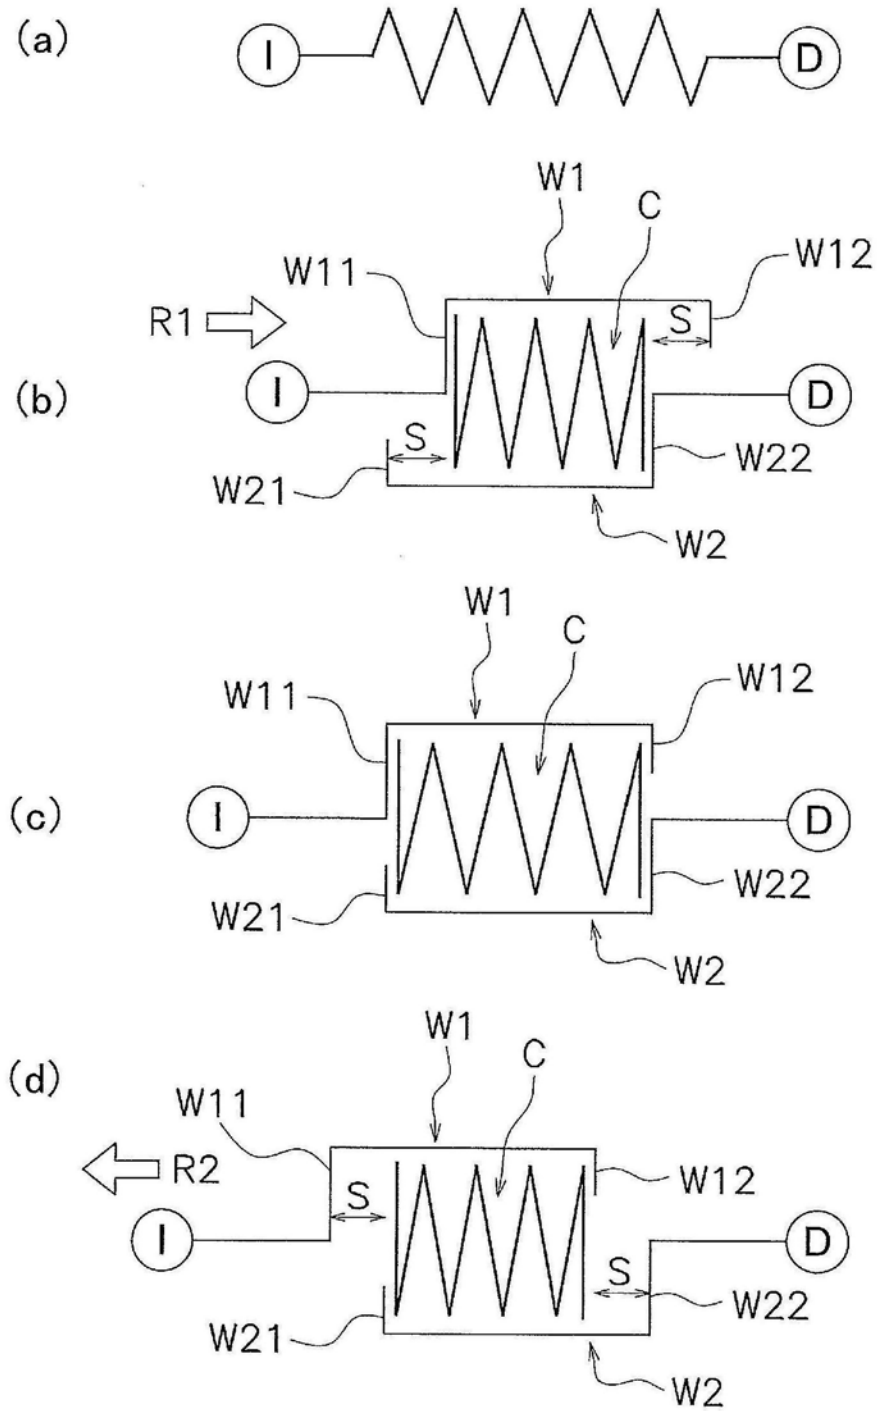 (a) I D
W1 C
W11 W12
R1 S
(b) I D
S W22
W21
W2
W1 C
W11 W12
(c) I D
W21 W22
W2
W1 C
(d)
W11
R2 W12
S
I D
S W22
W21
W2